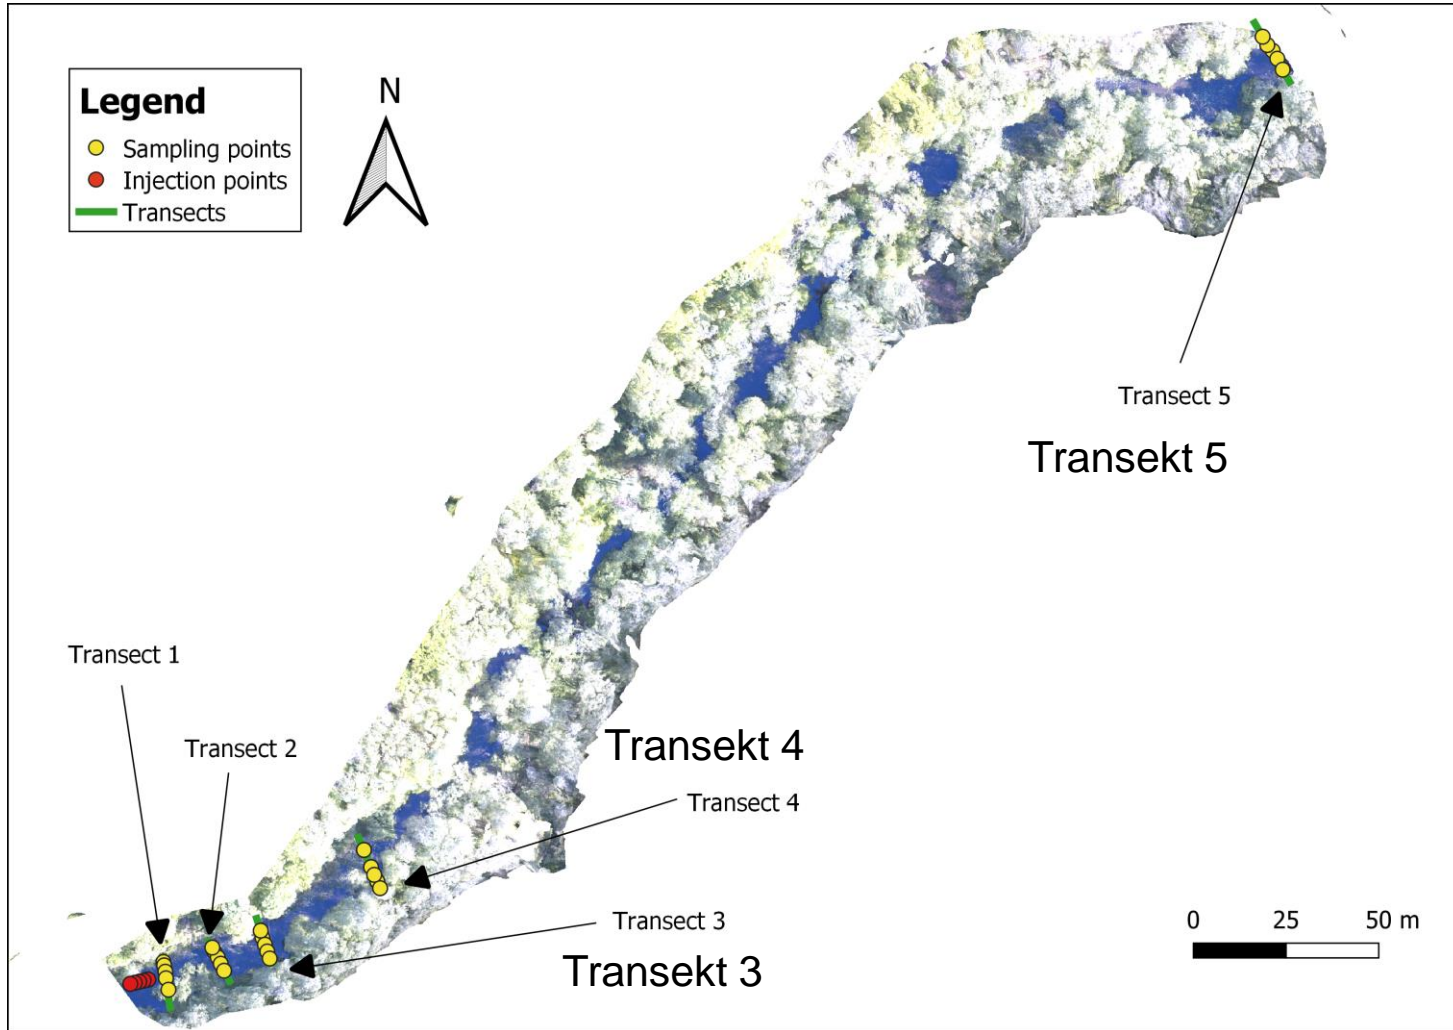 Legend
N
Sampling points
Injection points
Transects
Transect 5
Transekt 5
Transect 1
Transect 2
Transekt 4
Transect 4
Transect 3
Transekt 3
0 25 50 m